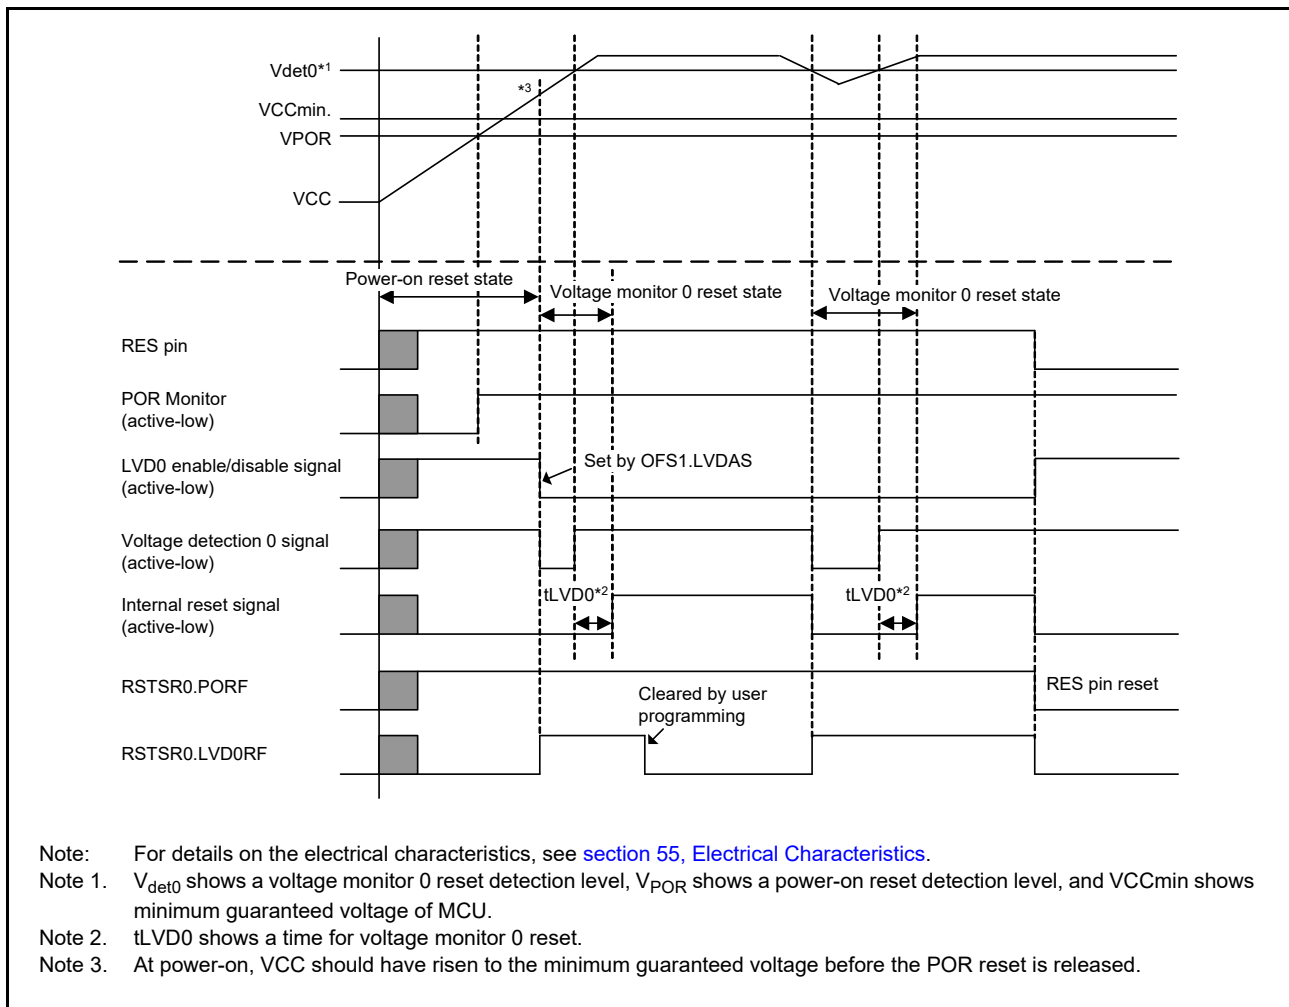 Vdet0*1
*3
VCCmin.
VPOR
VCC
Power-on reset state
Voltage monitor 0 reset state
Voltage monitor 0 reset state
RES pin
POR Monitor
(active-low)
LVD0 enable/disable signal
(active-low)
Set by OFS1.LVDAS
Voltage detection 0 signal
(active-low)
Internal reset signal
(active-low)
tLVD0*2
tLVD0*2
RSTSR0.PORF
RES pin reset
Cleared by user
programming
RSTSR0.LVD0RF
Note: For details on the electrical characteristics, see section 55, Electrical Characteristics.
Note 1. Vdet0 shows a voltage monitor 0 reset detection level, VPOR shows a power-on reset detection level, and VCCmin shows
minimum guaranteed voltage of MCU.
Note 2. tLVD0 shows a time for voltage monitor 0 reset.
Note 3. At power-on, VCC should have risen to the minimum guaranteed voltage before the POR reset is released.